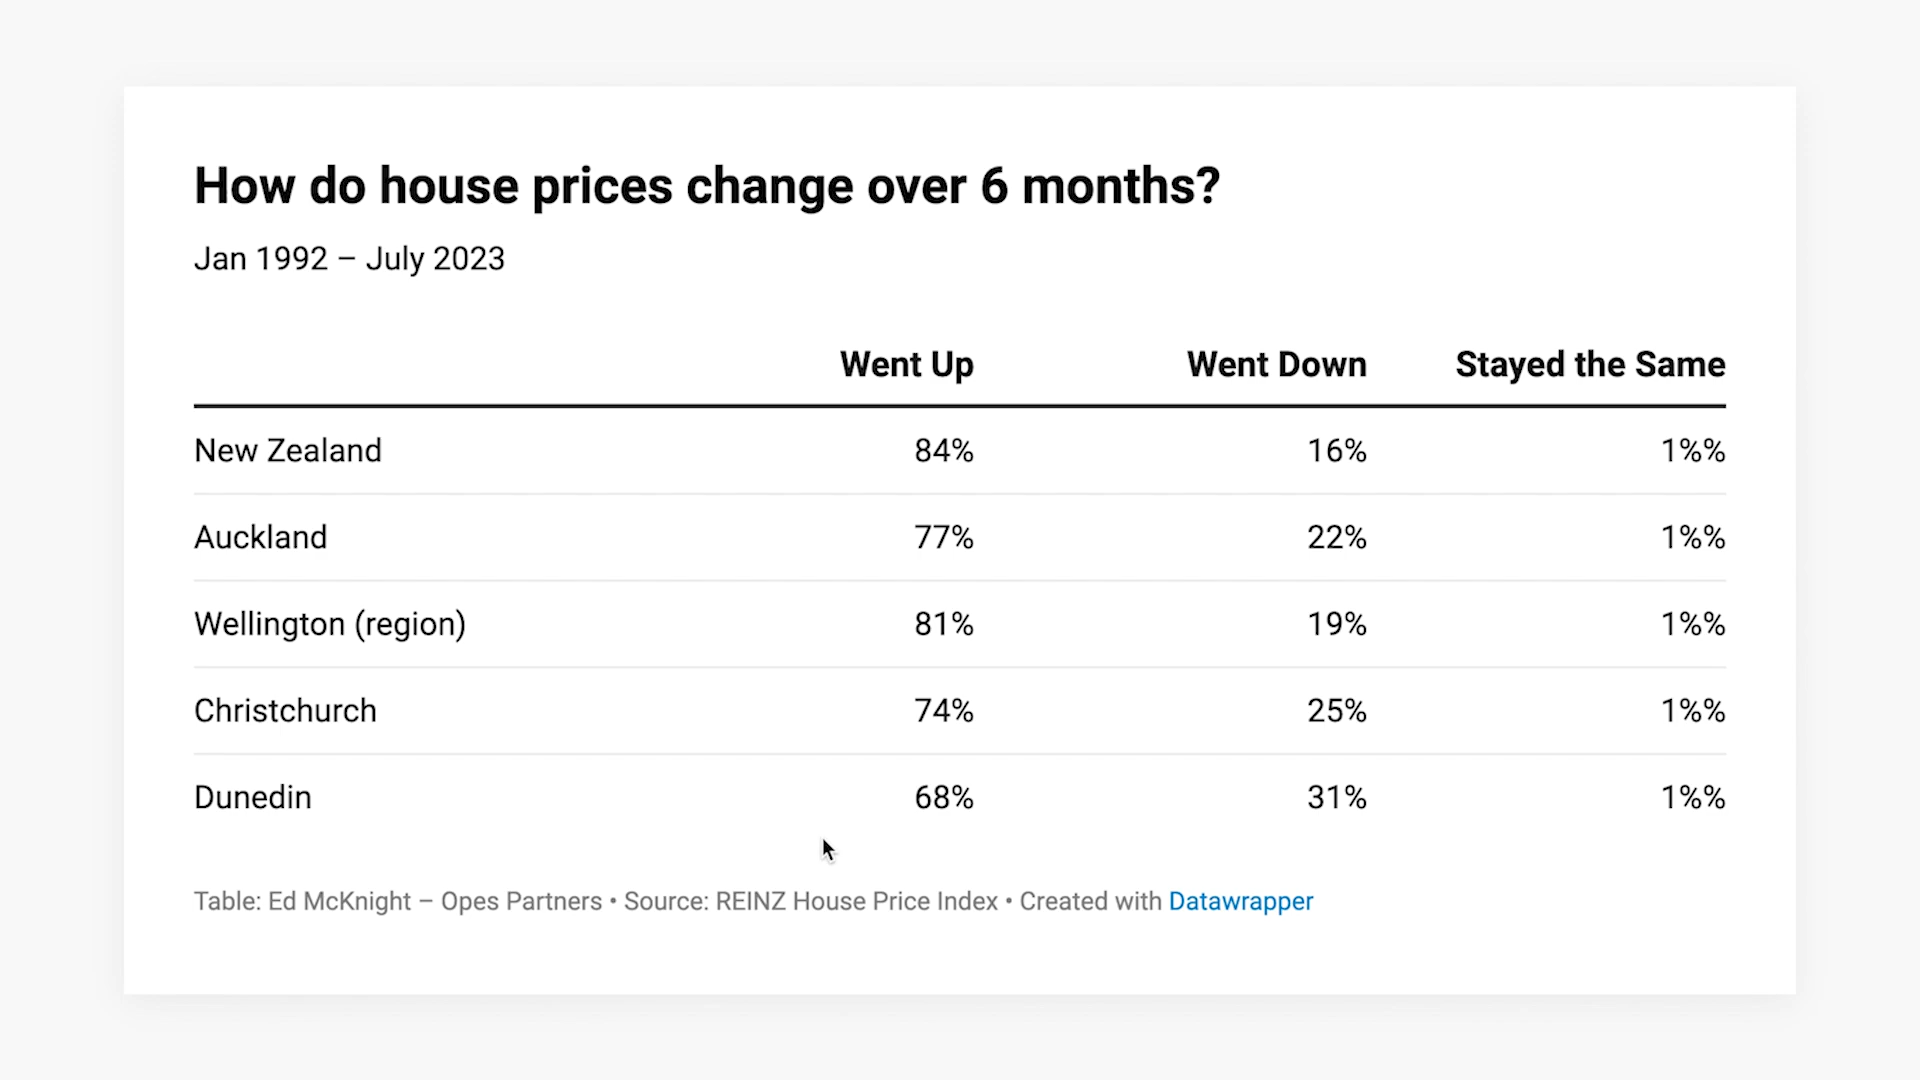 How do house prices change over 6 months?
Jan 1992 – July 2023
Went Up Went Down Stayed the Same
New Zealand 84% 16% 1%%
Auckland 77% 22% 1%%
Wellington (region) 81% 19% 1%%
Christchurch 74% 25% 1%%
Dunedin 68% 31% 1%%
Table: Ed McKnight – Opes Partners • Source: REINZ House Price Index • Created with Datawrapper